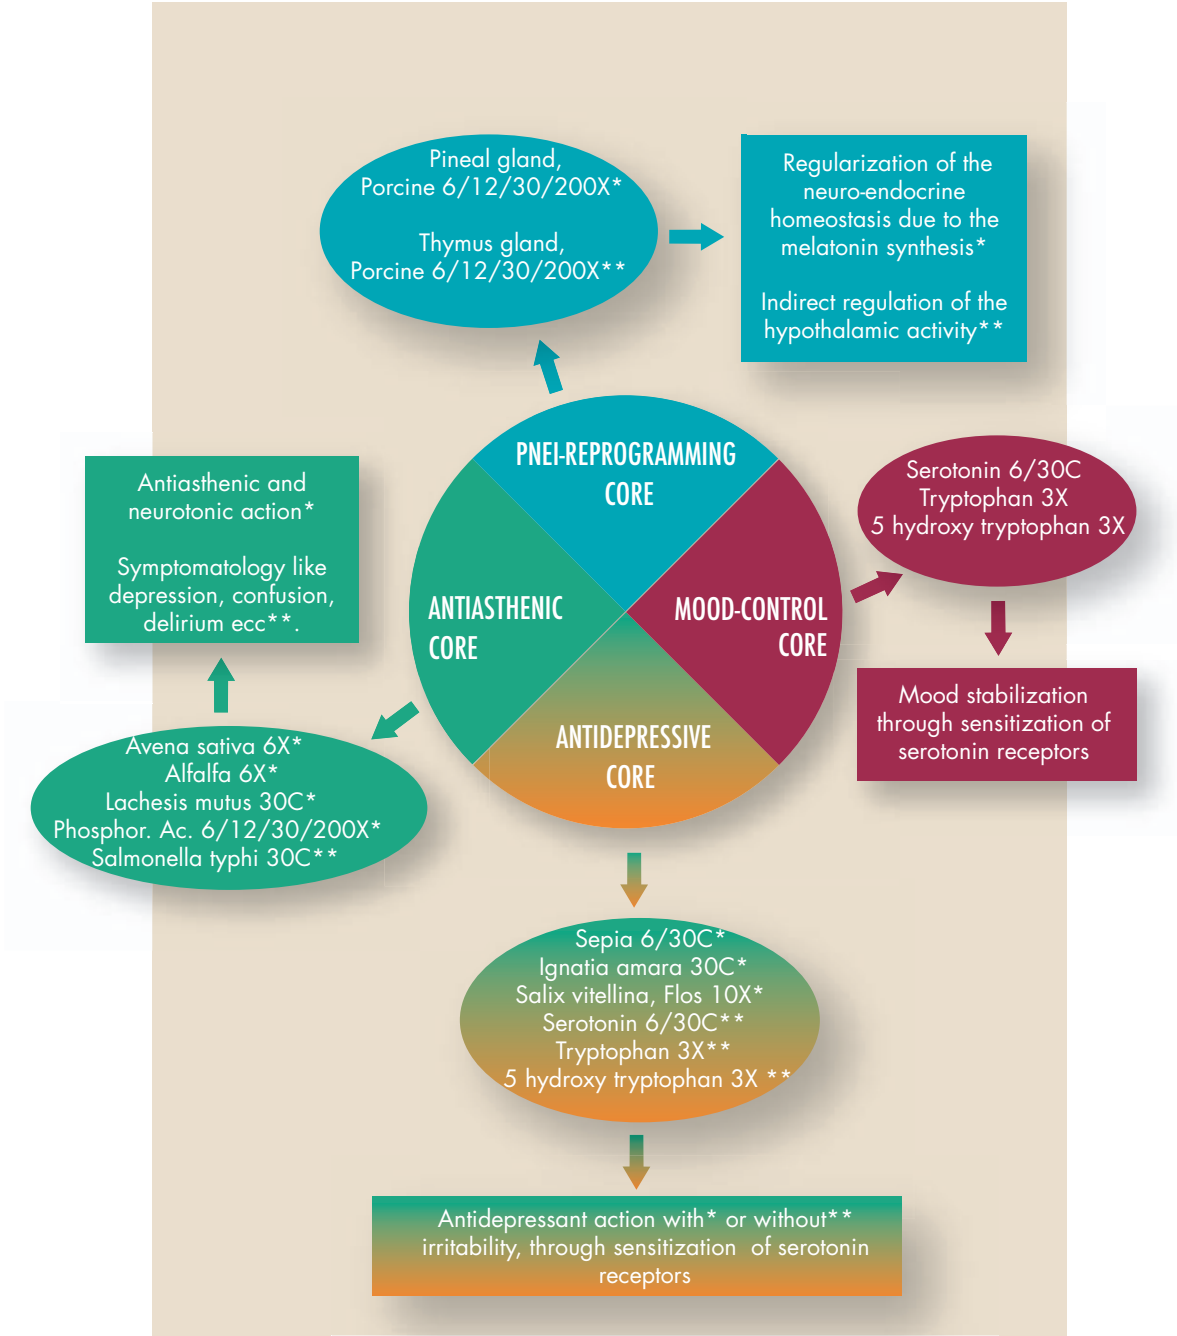 Pineal gland,
Porcine 6/12/30/200X*
Thymus gland,
Porcine 6/12/30/200X**
Regularization of the
neuro-endocrine
homeostasis due to the
melatonin synthesis*
Indirect regulation of the
hypothalamic activity**
PNEI-REPROGRAMMING
CORE
Serotonin 6/30C
Tryptophan 3X
5 hydroxy tryptophan 3X
Antiasthenic and
neurotonic action*
Symptomatology like
depression, confusion,
delirium ecc**.
ANTIASTHENIC
CORE
MOOD-CONTROL
CORE
Mood stabilization
through sensitization of
serotonin receptors
ANTIDEPRESSIVE
CORE
Avena sativa 6X*
Alfalfa 6X*
Lachesis mutus 30C*
Phosphor. Ac. 6/12/30/200X*
Salmonella typhi 30C**
Sepia 6/30C*
Ignatia amara 30C*
Salix vitellina, Flos 10X*
Serotonin 6/30C**
Tryptophan 3X**
5 hydroxy tryptophan 3X **
Antidepressant action with* or without**
irritability, through sensitization  of serotonin
receptors